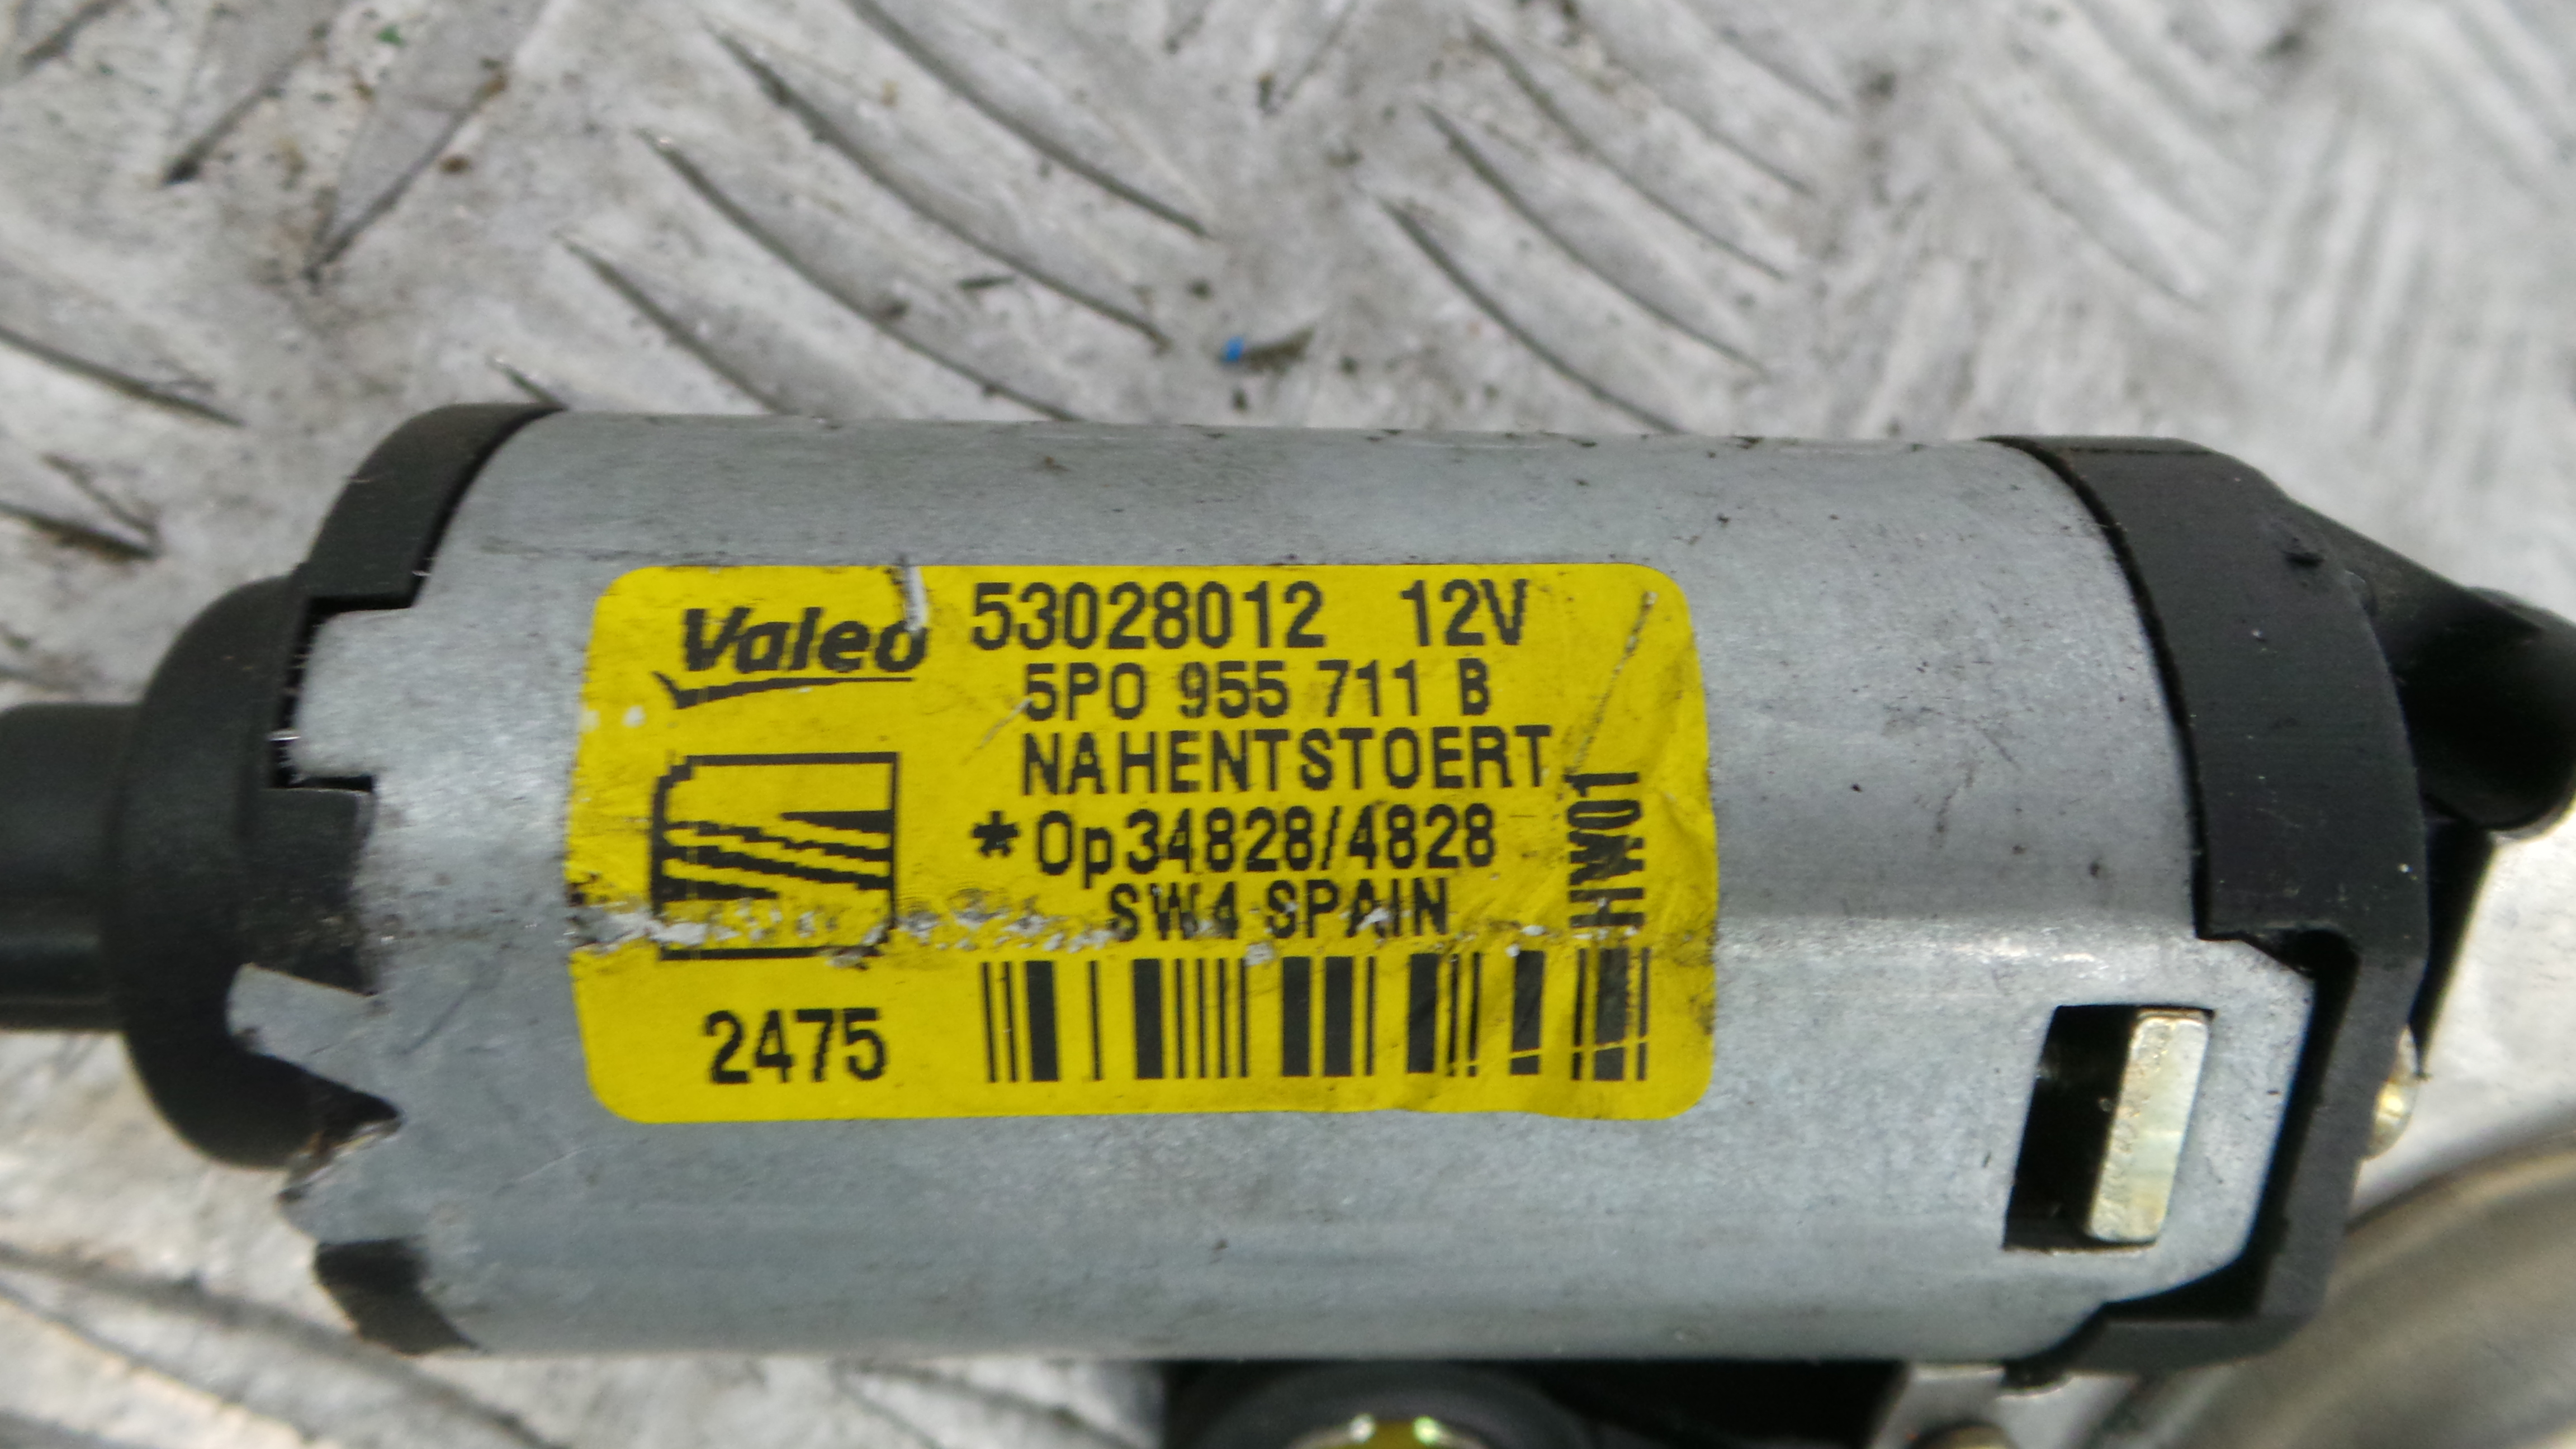 Valeo 53028012 12V
5P0 955 711 B
NAHENTSTOERT
*Op34828/4828
SW4 SPAIN
HW01
2475